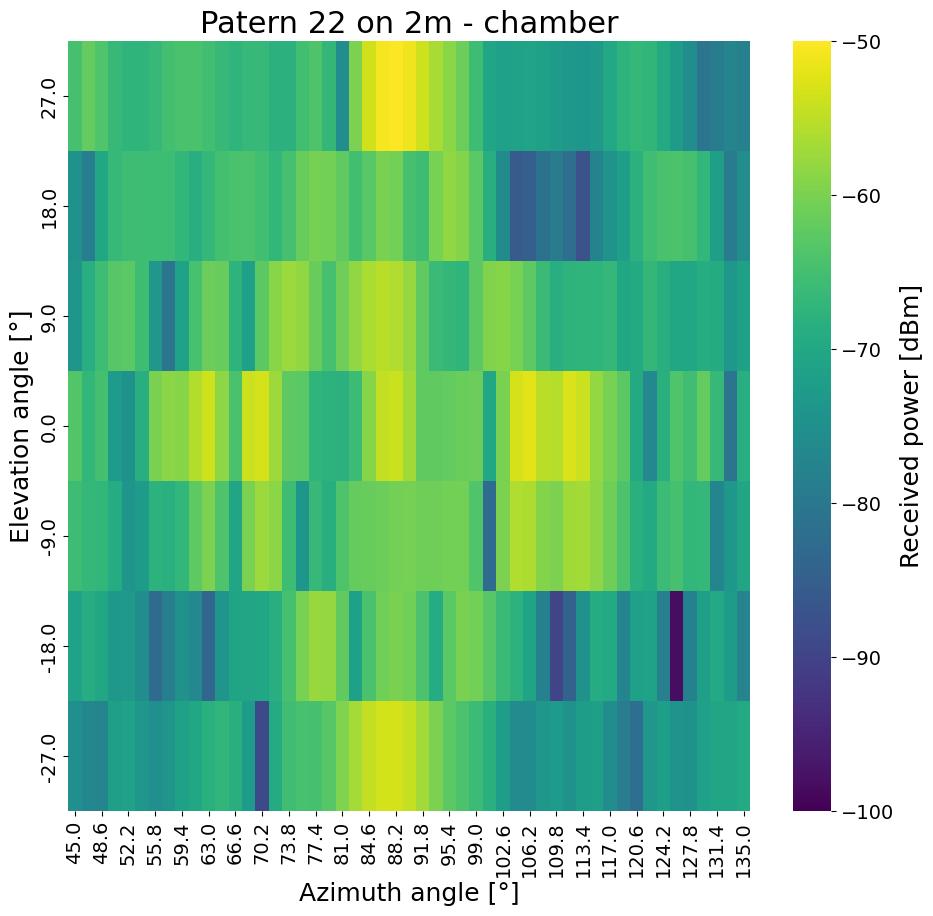 Patern 22 on 2m - chamber
Elevation angle [°]
27.0
18.0
9.0
0.0
-9.0
-18.0
-27.0
45.0 48.6 52.2 55.8 59.4 63.0 66.6 70.2 73.8 77.4 81.0 84.6 88.2 91.8 95.4 99.0 102.6 106.2 109.8 113.4 117.0 120.6 124.2 127.8 131.4 135.0
Azimuth angle [°]
−50
−60
−70
−80
−90
−100
Received power [dBm]